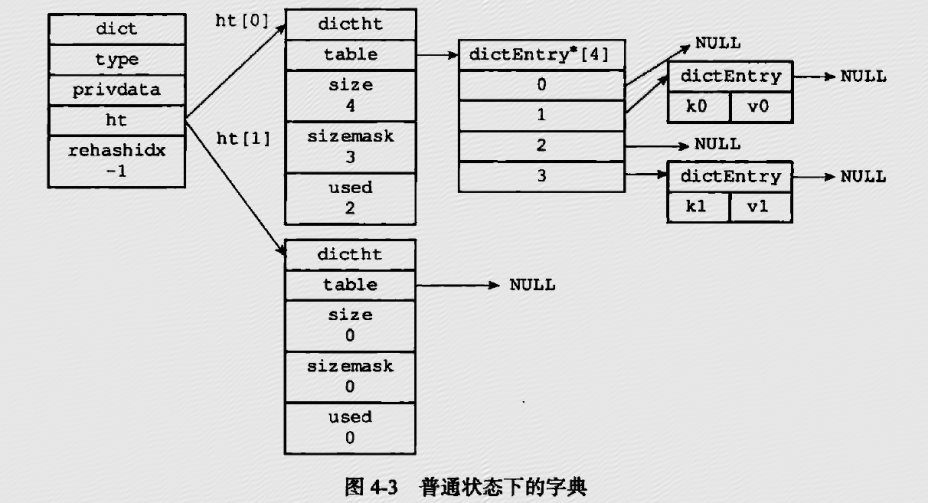 dict
type
privdata
ht
rehashidx
-1
ht[0]
ht[1]
dictht
table
size
4
sizemask
3
used
2
dictht
table
size
0
sizemask
0
used
0
NULL
dictEntry*[4]
0
1
2
3
NULL
dictEntry
k0 v0
NULL
NULL
dictEntry
k1 v1
NULL
图 4-3 普通状态下的字典